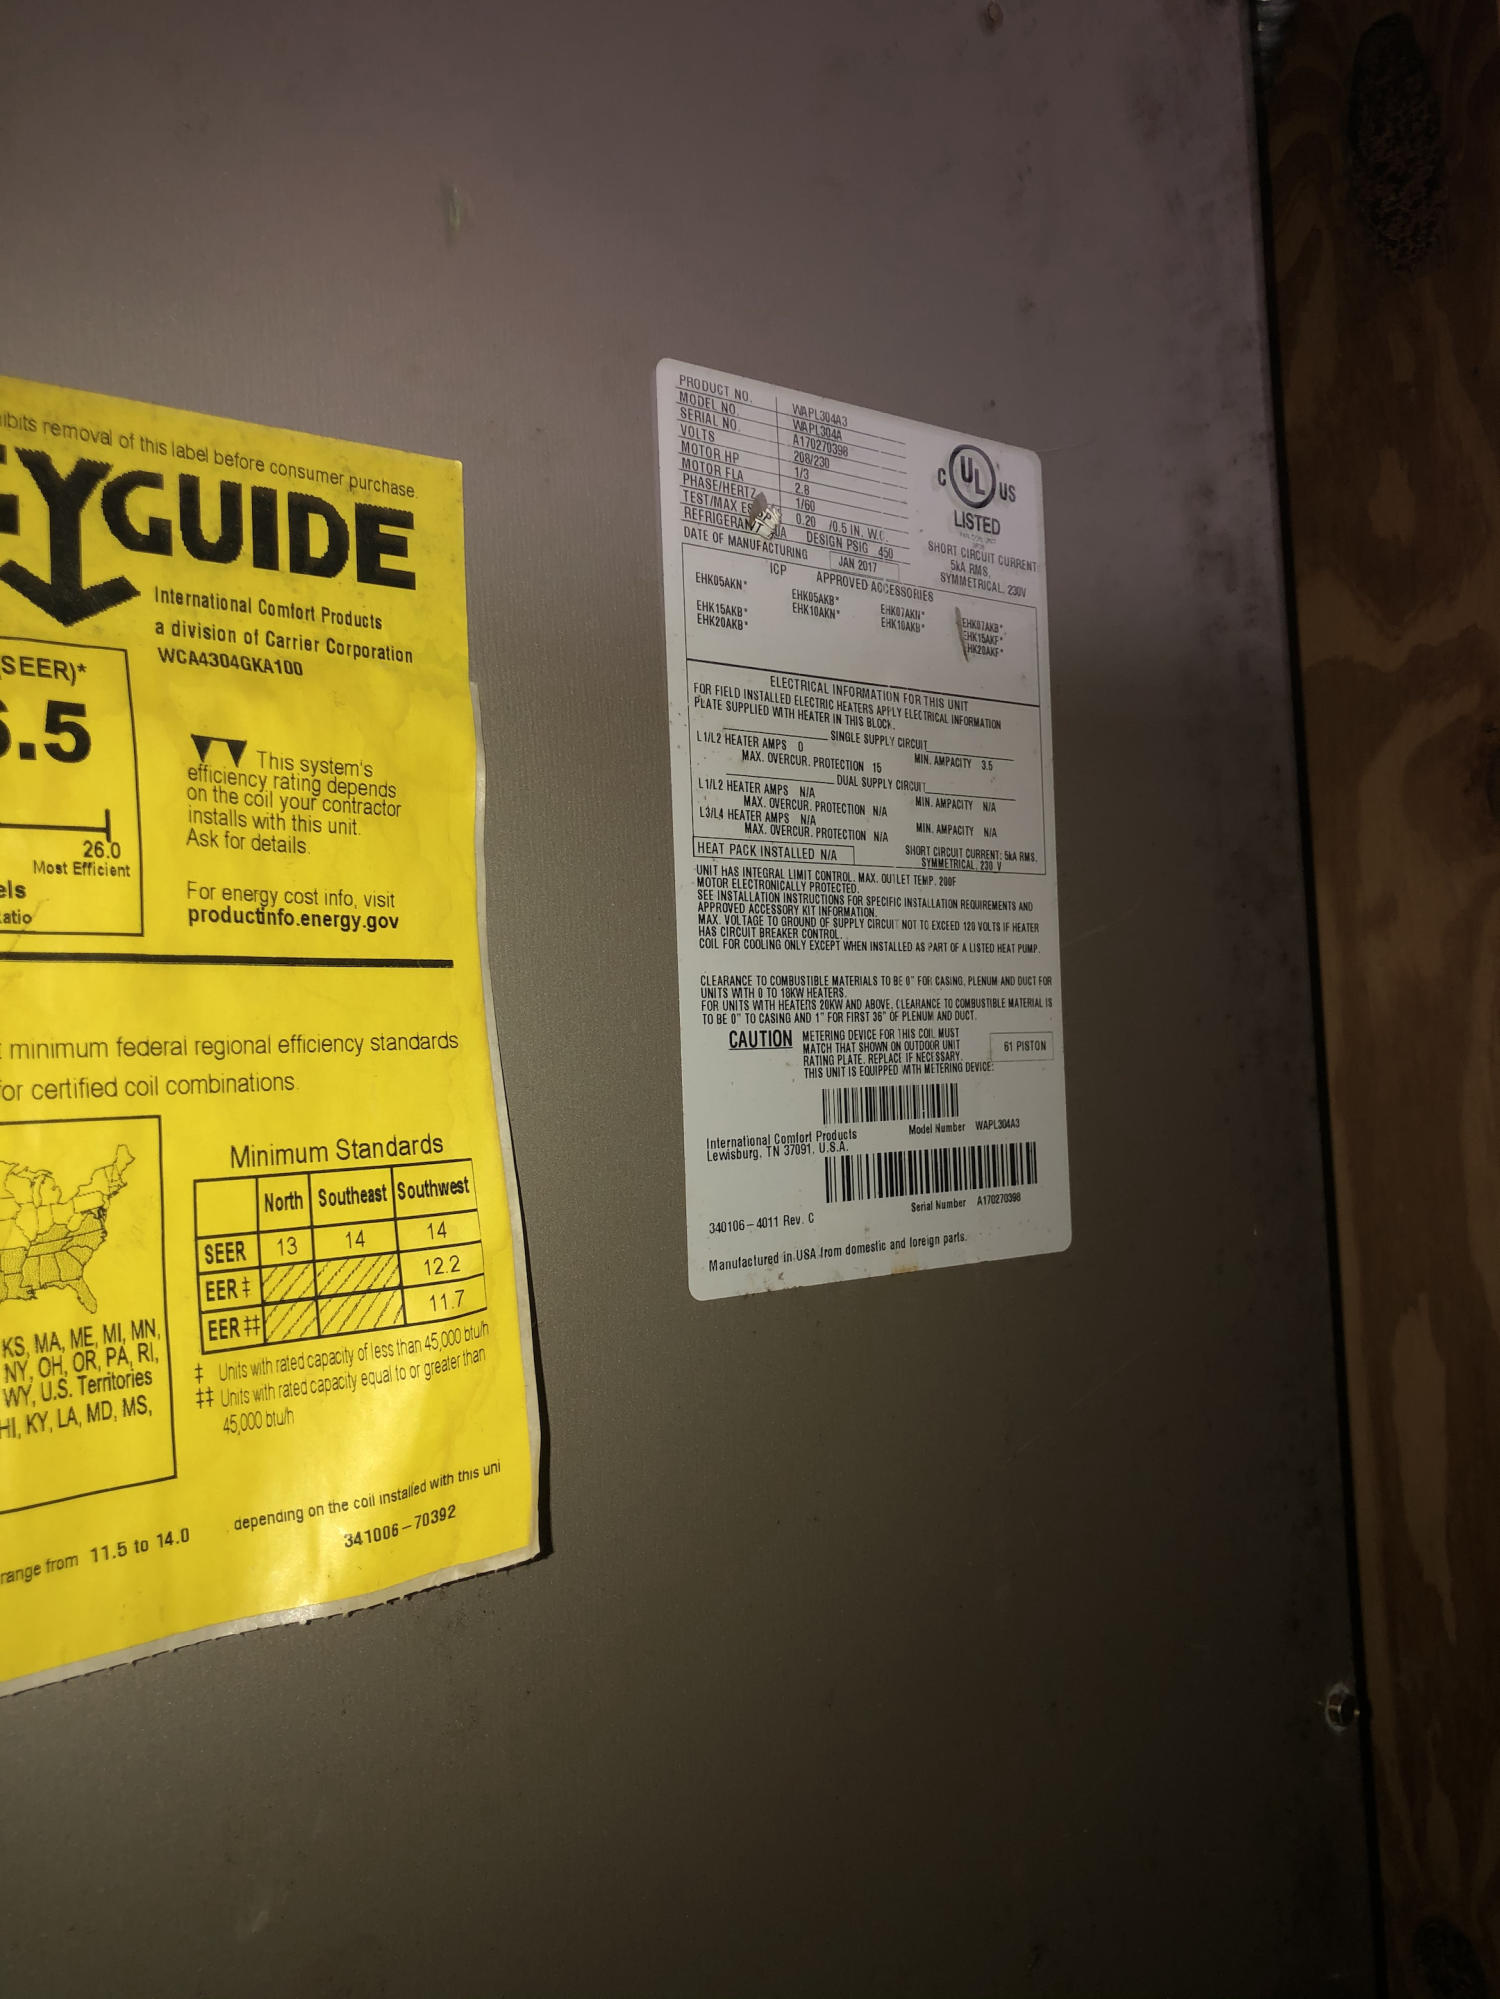 ibits removal of this label before consumer purchase.
YGUIDE
International Comfort Products
a division of Carrier Corporation
WCA4304GKA100
SEER)*
.5
This system's
efficiency rating depends
on the coil your contractor
installs with this unit.
Ask for details.
26.0
Most Efficient
els
atio
For energy cost info, visit
productinfo.energy.gov
minimum federal regional efficiency standards
or certified coil combinations.
Minimum Standards
North Southeast Southwest
SEER 13 14 14
EER‡ 12.2
EER‡‡ 11.7
KS, MA, ME, MI, MN,
NY, OH, OR, PA, RI,
WY, U.S. Territories
HI, KY, LA, MD, MS,
‡ Units with rated capacity of less than 45,000 btu/h
‡‡ Units with rated capacity equal to or greater than
45,000 btu/h
range from 11.5 to 14.0 depending on the coil installed with this uni
341006-70392
PRODUCT NO. WAPL304A3
MODEL NO. WAPL304A
SERIAL NO. A170270398
VOLTS 208/230
MOTOR HP 1/3
MOTOR FLA 2.8
PHASE/HERTZ 1/60
TEST/MAX ESP 0.20 /0.5 IN. W.C.
REFRIGERANT DESIGN PSIG 450
DATE OF MANUFACTURING JAN 2017
C UL US
LISTED
SHORT CIRCUIT CURRENT:
5kA RMS,
SYMMETRICAL, 230V
ICP APPROVED ACCESSORIES
EHK05AKN* EHK05AKB* EHK07AKN* EHK07AKB*
EHK10AKN* EHK10AKB* EHK15AKF*
EHK15AKB* HK20AKF*
EHK20AKB*
ELECTRICAL INFORMATION FOR THIS UNIT
FOR FIELD INSTALLED ELECTRIC HEATERS APPLY ELECTRICAL INFORMATION
PLATE SUPPLIED WITH HEATER IN THIS BLOCK.
SINGLE SUPPLY CIRCUIT
L1/L2 HEATER AMPS 0 MIN. AMPACITY 3.5
MAX. OVERCUR. PROTECTION 15
DUAL SUPPLY CIRCUIT
L1/L2 HEATER AMPS N/A MIN. AMPACITY N/A
MAX. OVERCUR. PROTECTION N/A
L3/L4 HEATER AMPS N/A MIN. AMPACITY N/A
MAX. OVERCUR. PROTECTION N/A
HEAT PACK INSTALLED N/A
SHORT CIRCUIT CURRENT: 5kA RMS,
SYMMETRICAL, 230 V
UNIT HAS INTEGRAL LIMIT CONTROL. MAX. OUTLET TEMP. 200F
MOTOR ELECTRONICALLY PROTECTED.
SEE INSTALLATION INSTRUCTIONS FOR SPECIFIC INSTALLATION REQUIREMENTS AND
APPROVED ACCESSORY KIT INFORMATION.
MAX. VOLTAGE TO GROUND OF SUPPLY CIRCUIT NOT TO EXCEED 120 VOLTS IF HEATER
HAS CIRCUIT BREAKER CONTROL.
COIL FOR COOLING ONLY EXCEPT WHEN INSTALLED AS PART OF A LISTED HEAT PUMP.
CLEARANCE TO COMBUSTIBLE MATERIALS TO BE 0" FOR CASING, PLENUM AND DUCT FOR
UNITS WITH 0 TO 18KW HEATERS.
FOR UNITS WITH HEATERS 20KW AND ABOVE, CLEARANCE TO COMBUSTIBLE MATERIAL IS
TO BE 0" TO CASING AND 1" FOR FIRST 36" OF PLENUM AND DUCT.
CAUTION METERING DEVICE FOR THIS COIL MUST
MATCH THAT SHOWN ON OUTDOOR UNIT
RATING PLATE. REPLACE IF NECESSARY.
THIS UNIT IS EQUIPPED WITH METERING DEVICE:
61 PISTON
International Comfort Products
Lewisburg, TN 37091, U.S.A.
Model Number WAPL304A3
Serial Number A170270398
340106-4011 Rev. C
Manufactured in USA from domestic and foreign parts.